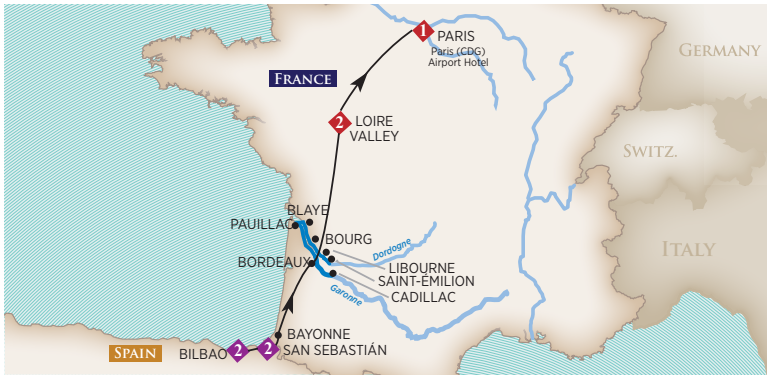 1
PARIS
Paris (CDG)
Airport Hotel
GERMANY
FRANCE
2
LOIRE
VALLEY
SWITZ.
BLAYE
PAUILLAC
BOURG
Dordogne
ITALY
BORDEAUX
LIBOURNE
SAINT-ÉMILION
CADILLAC
Garonne
BAYONNE
SPAIN
BILBAO
2
2
SAN SEBASTIÁN